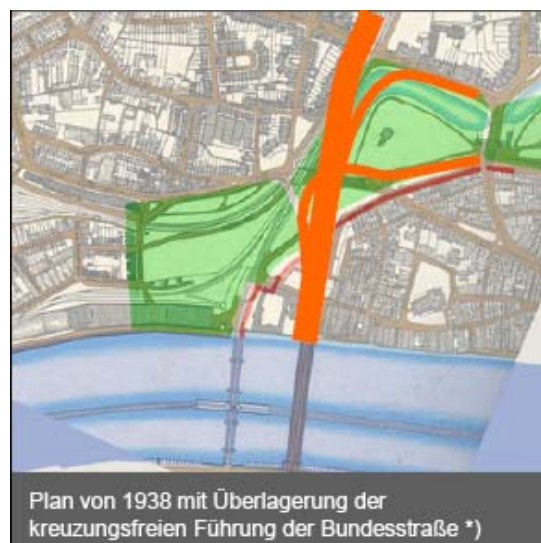 Plan von 1938 mit Überlagerung der
kreuzungsfreien Führung der Bundesstraße *)